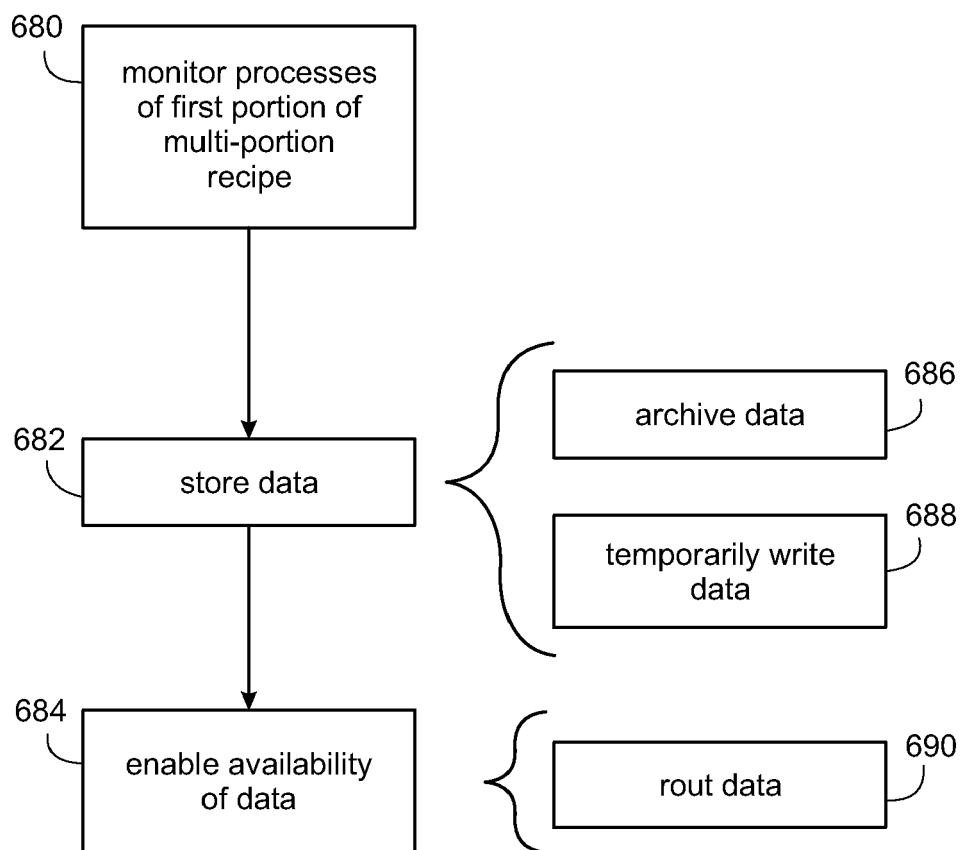 680
monitor processes
of first portion of
multi-portion
recipe
682
store data
686
archive data
688
temporarily write
data
684
enable availability
of data
690
rout data